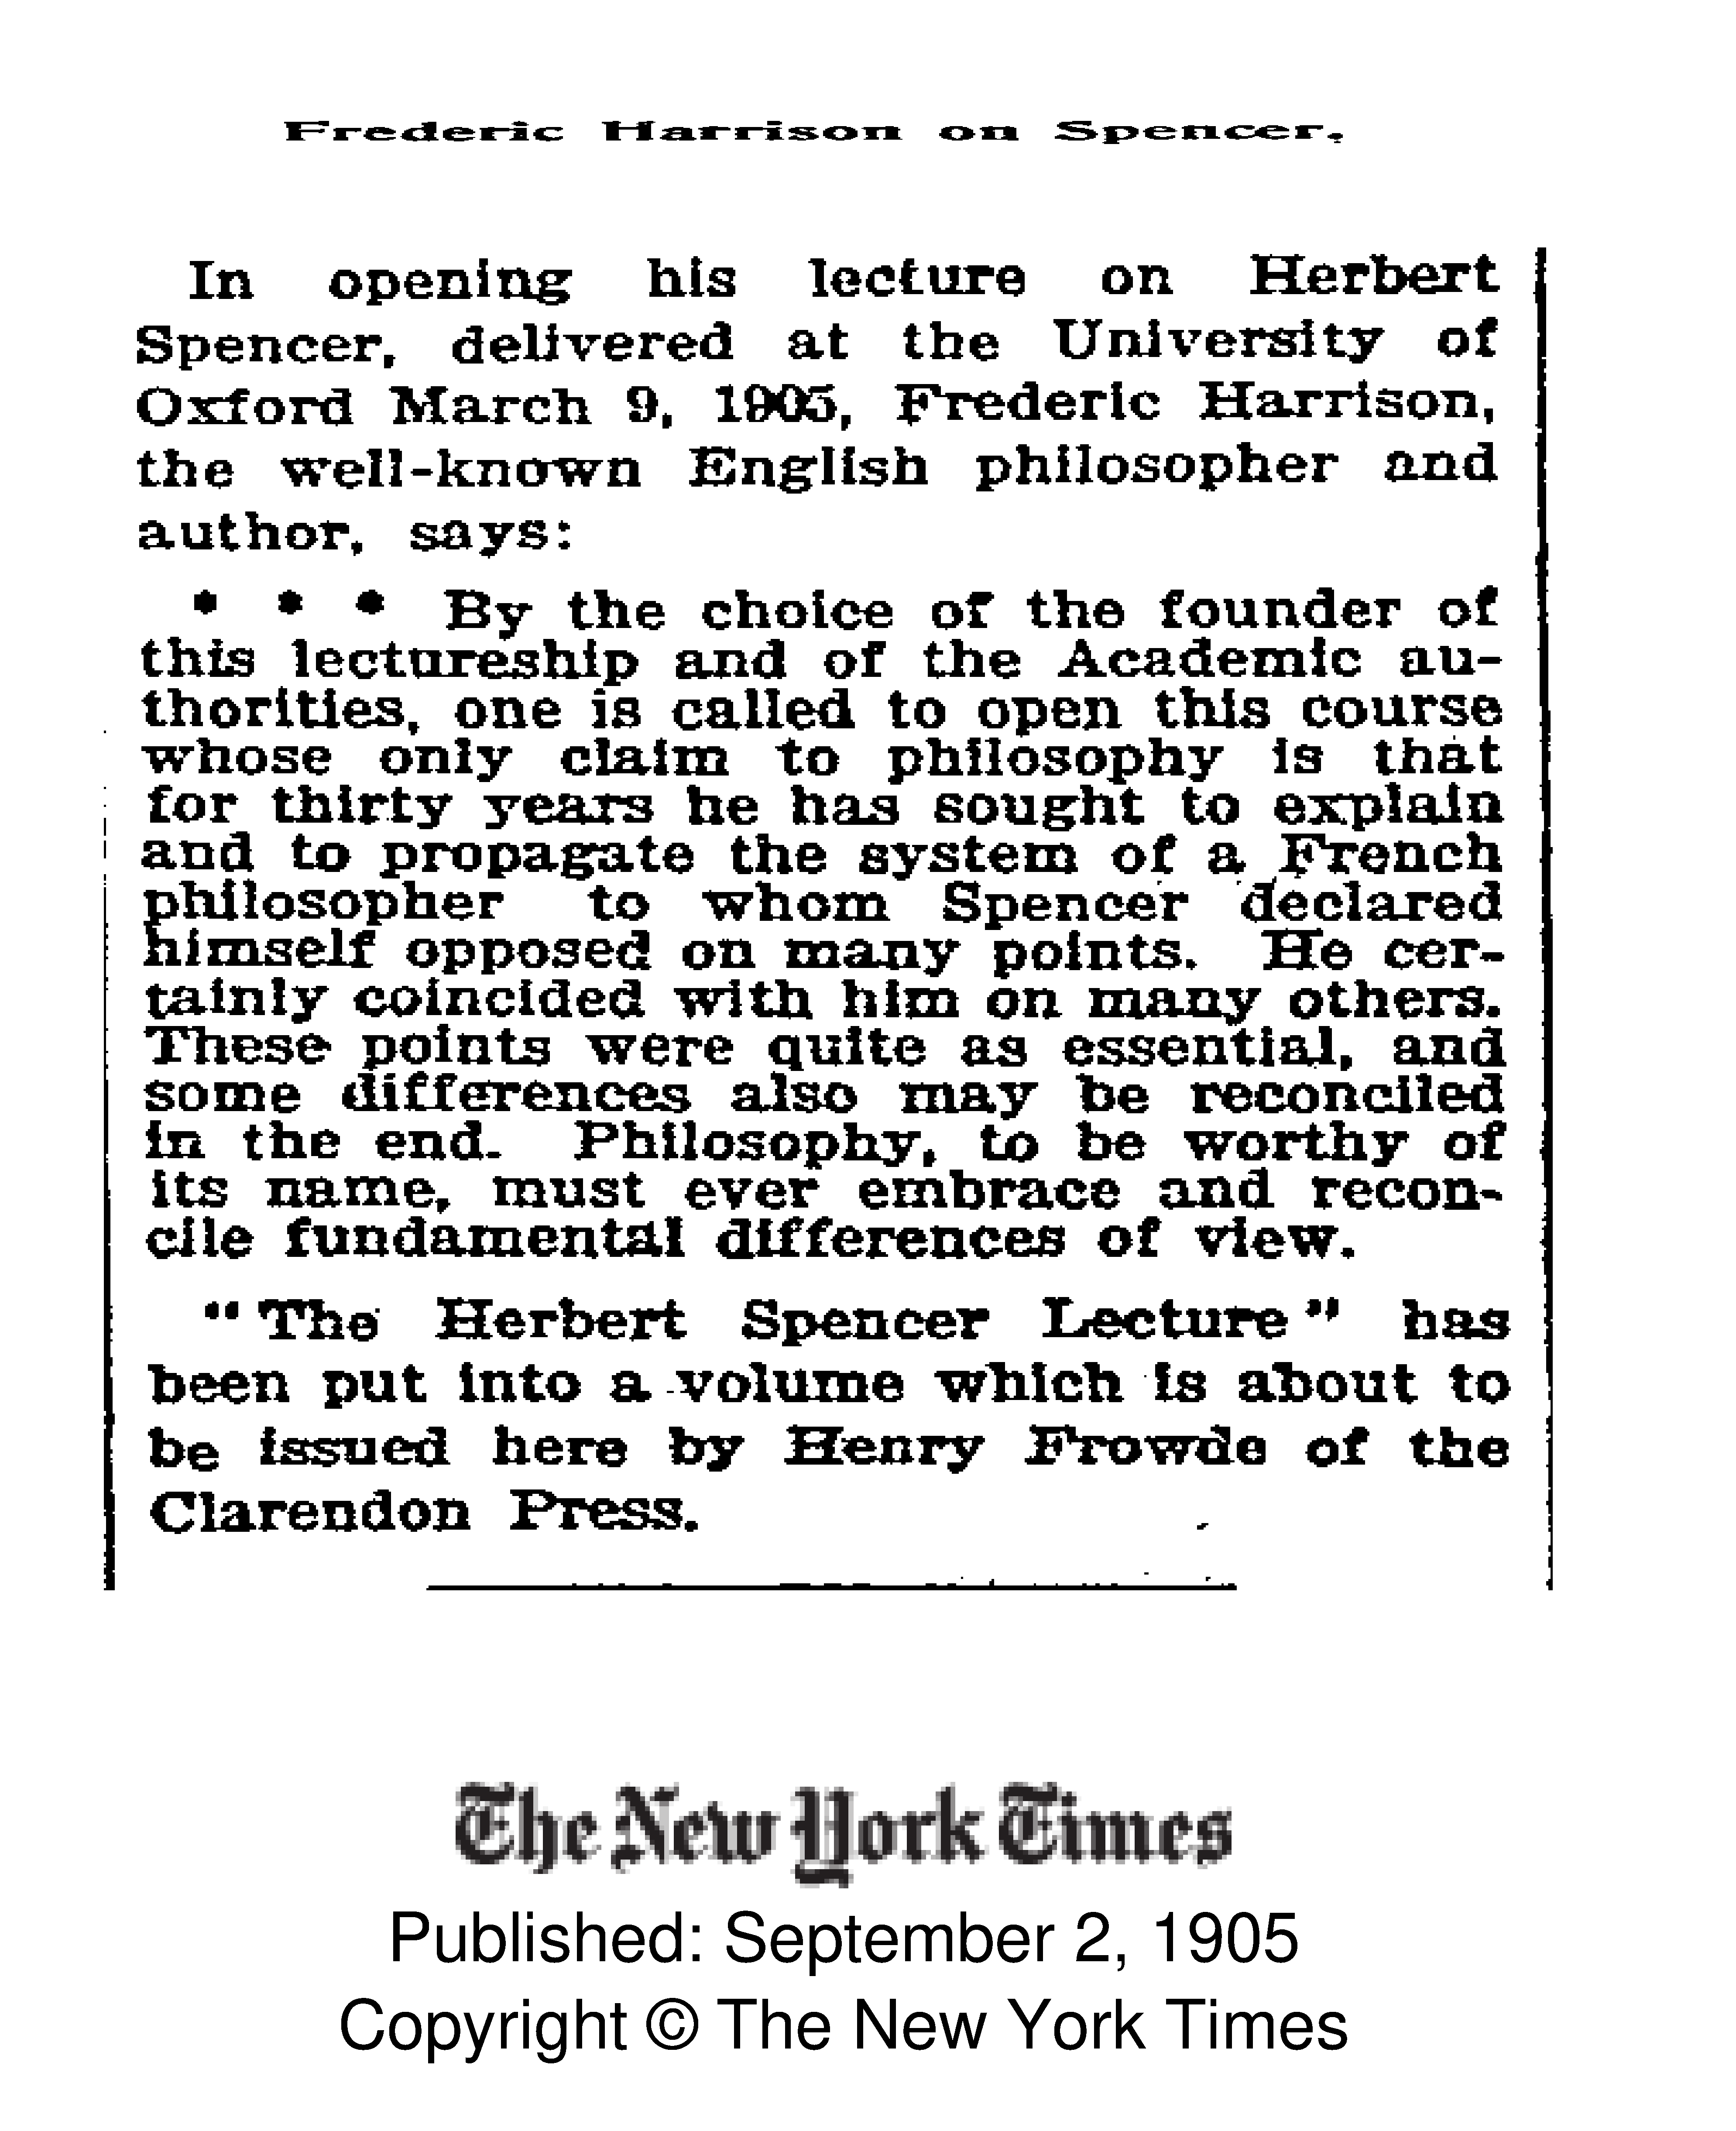 Frederic Harrison on Spencer.
In opening his lecture on Herbert
Spencer, delivered at the University of
Oxford March 9, 1905, Frederic Harrison,
the well-known English philosopher and
author, says:
* * * By the choice of the founder of
this lectureship and of the Academic au-
thorities, one is called to open this course
whose only claim to philosophy is that
for thirty years he has sought to explain
and to propagate the system of a French
philosopher to whom Spencer declared
himself opposed on many points. He cer-
tainly coincided with him on many others.
These points were quite as essential, and
some differences also may be reconciled
in the end. Philosophy, to be worthy of
its name, must ever embrace and recon-
cile fundamental differences of view.
"The Herbert Spencer Lecture" has
been put into a volume which is about to
be issued here by Henry Frowde of the
Clarendon Press.
The New York Times
Published: September 2, 1905
Copyright © The New York Times